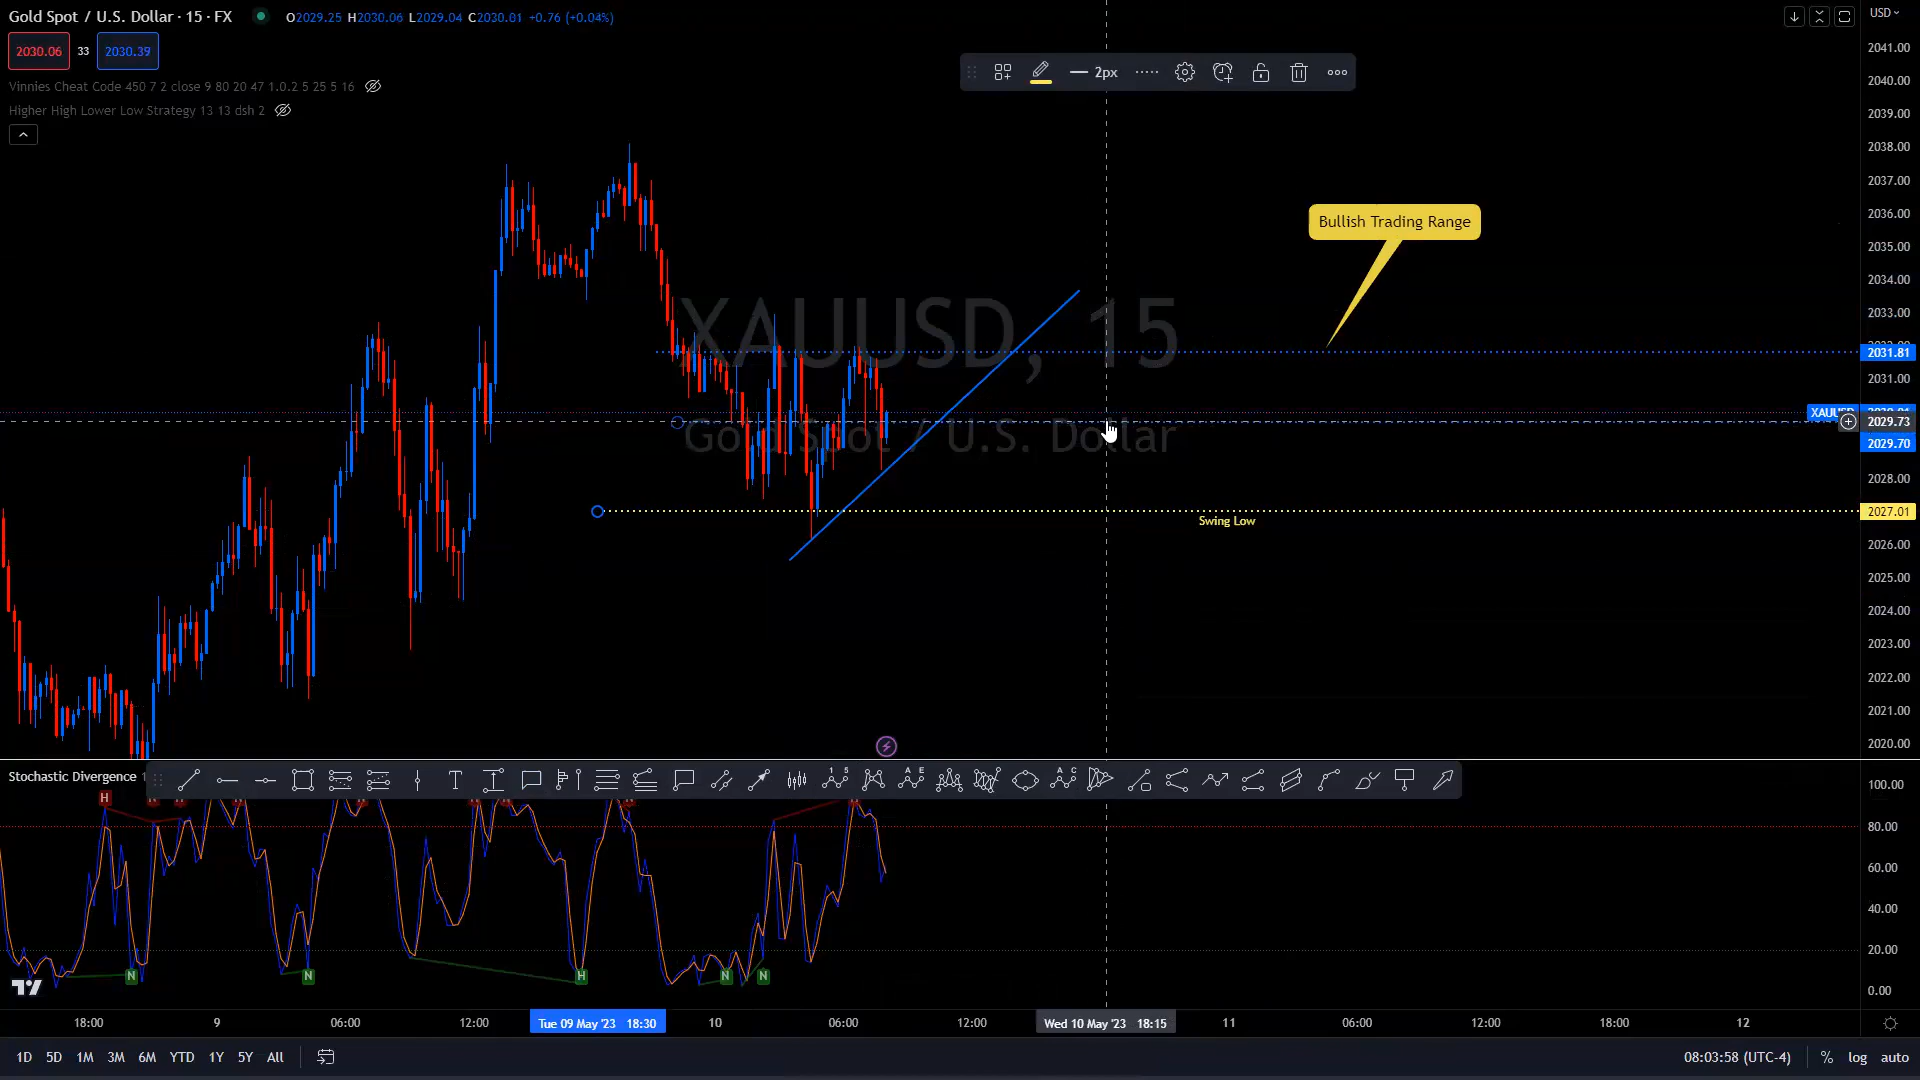 Gold Spot / U.S. Dollar · 15 · FX O2029.25 H2030.06 L2029.04 C2030.01 +0.76 (+0.04%)
USD
2030.06 33 2030.39
2px
Vinnies Cheat Code 450 7 2 close 9 80 20 47 1.0.2 5 25 5 16
Higher High Lower Low Strategy 13 13 dsh 2
2041.00
2040.00
2039.00
2038.00
2037.00
2036.00
2035.00
2034.00
2033.00
2031.81
2031.00
XAUUSD
2029.73
2029.70
2028.00
2027.01
2026.00
2025.00
2024.00
2023.00
2022.00
2021.00
2020.00
Bullish Trading Range
XAUUSD, 15
Gold Spot / U.S. Dollar
Swing Low
Stochastic Divergence
100.00
80.00
60.00
40.00
20.00
0.00
H
H
N
N
H
N
N
18:00 9 06:00 12:00 Tue 09 May '23 18:30 10 06:00 12:00 Wed 10 May '23 18:15 11 06:00 12:00 18:00 12
1D 5D 1M 3M 6M YTD 1Y 5Y All 08:03:58 (UTC-4) % log auto